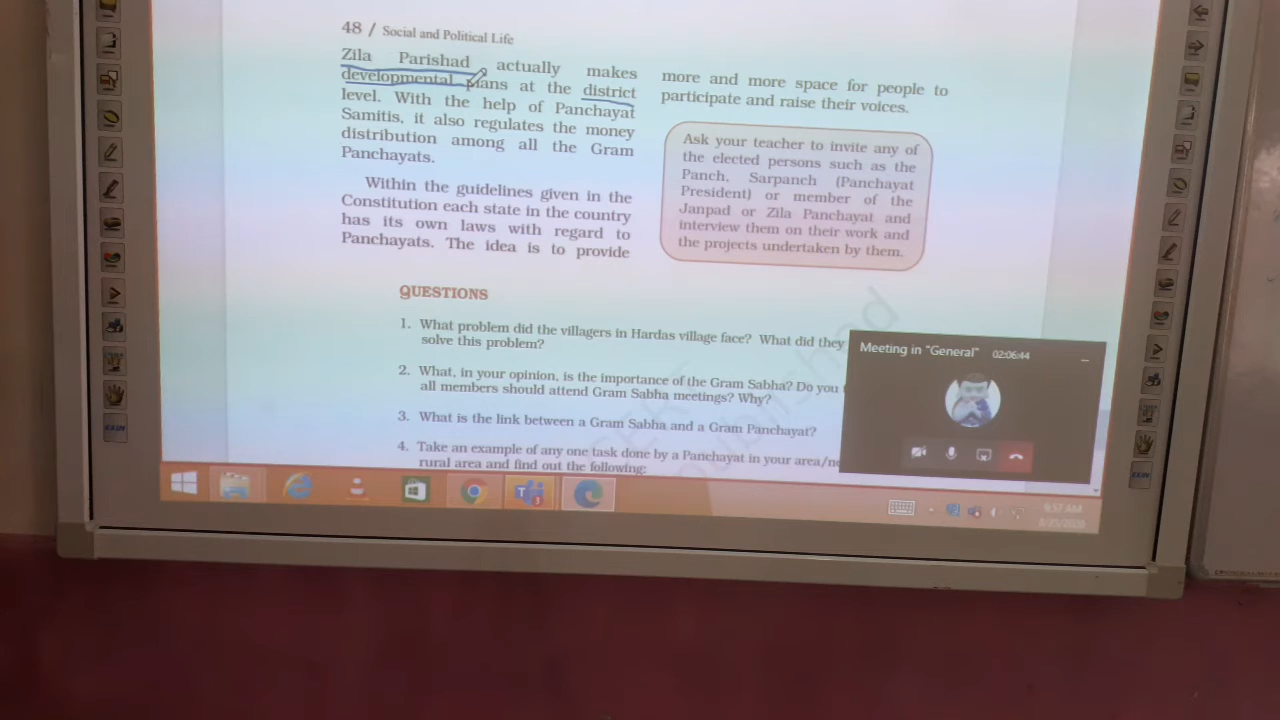 48 / Social and Political Life
Zila Parishad actually makes
developmental plans at the district
level. With the help of Panchayat
Samitis, it also regulates the money
distribution among all the Gram
Panchayats.
Within the guidelines given in the
Constitution each state in the country
has its own laws with regard to
Panchayats. The idea is to provide
more and more space for people to
participate and raise their voices.
Ask your teacher to invite any of
the elected persons such as the
Panch, Sarpanch (Panchayat
President) or member of the
Janpad or Zila Panchayat and
interview them on their work and
the projects undertaken by them.
QUESTIONS
1. What problem did the villagers in Hardas village face? What did they
solve this problem?
2. What, in your opinion, is the importance of the Gram Sabha? Do you
all members should attend Gram Sabha meetings? Why?
3. What is the link between a Gram Sabha and a Gram Panchayat?
4. Take an example of any one task done by a Panchayat in your area/ne
rural area and find out the following:
Meeting in "General" 02:06:44
9:57 AM